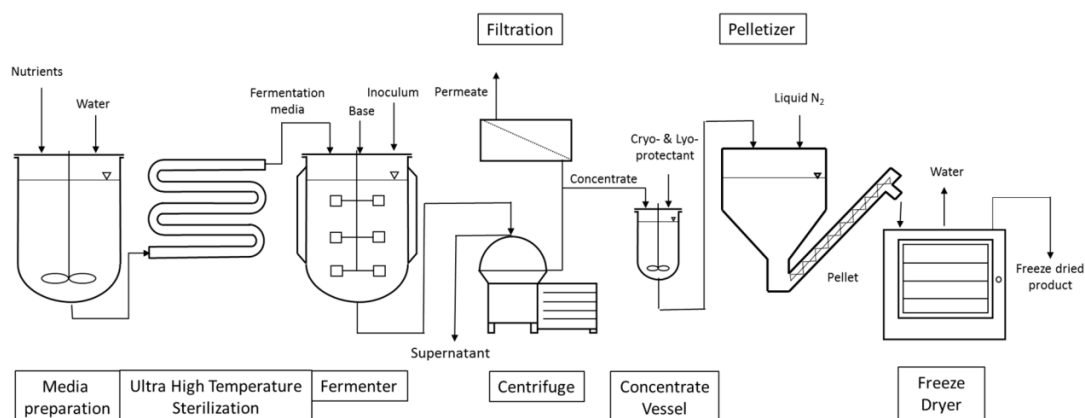 Filtration
Pelletizer
Nutrients
Water
Fermentation
media
Base
Inoculum
Permeate
Liquid N₂
Cryo- & Lyo-
protectant
Concentrate
Water
Pellet
Freeze dried
product
Supernatant
Media
preparation
Ultra High Temperature
Sterilization
Fermenter
Centrifuge
Concentrate
Vessel
Freeze
Dryer